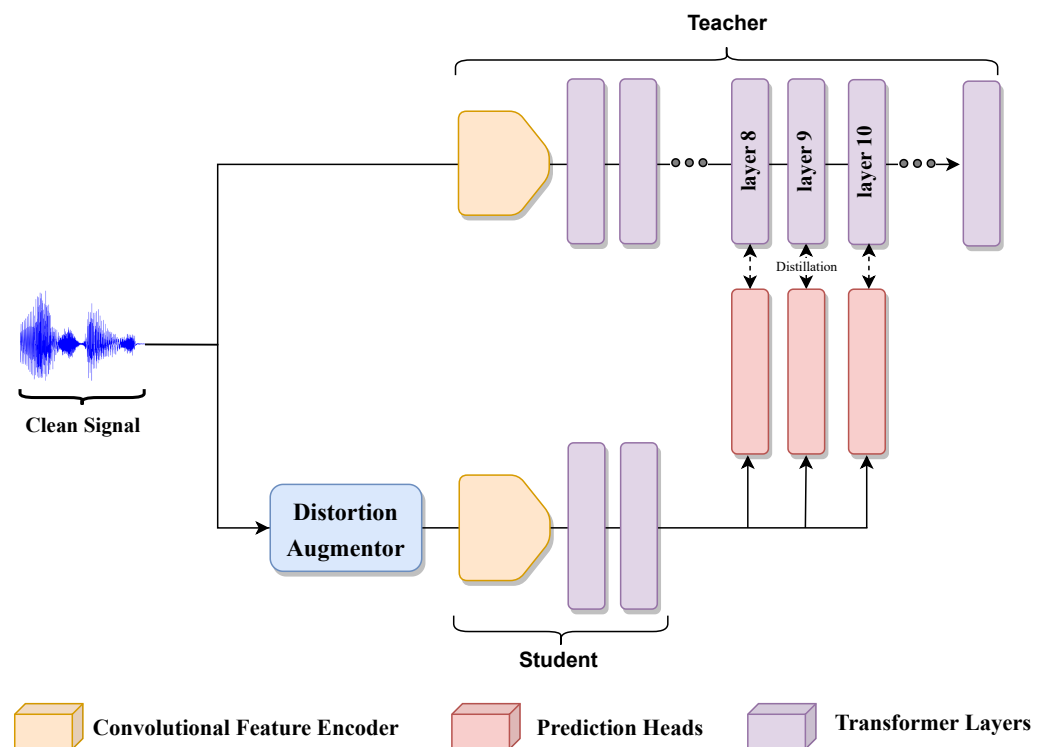 Teacher
layer 8
layer 9
layer 10
Distillation
Clean Signal
Distortion
Augmentor
Student
Convolutional Feature Encoder
Prediction Heads
Transformer Layers